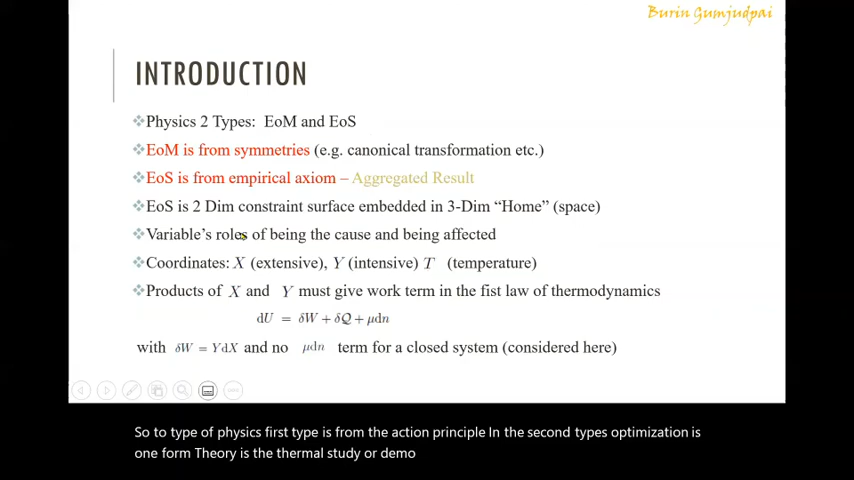 Burin Gumjudpai
INTRODUCTION
❖Physics 2 Types: EoM and EoS
❖EoM is from symmetries (e.g. canonical transformation etc.)
❖EoS is from empirical axiom – Aggregated Result
❖EoS is 2 Dim constraint surface embedded in 3-Dim “Home” (space)
❖Variable’s roles of being the cause and being affected
❖Coordinates: X (extensive), Y (intensive) T (temperature)
❖Products of X and Y must give work term in the fist law of thermodynamics
dU = δW + δQ + μdn
with δW = YdX and no μdn term for a closed system (considered here)
So to type of physics first type is from the action principle In the second types optimization is
one form Theory is the thermal study or demo